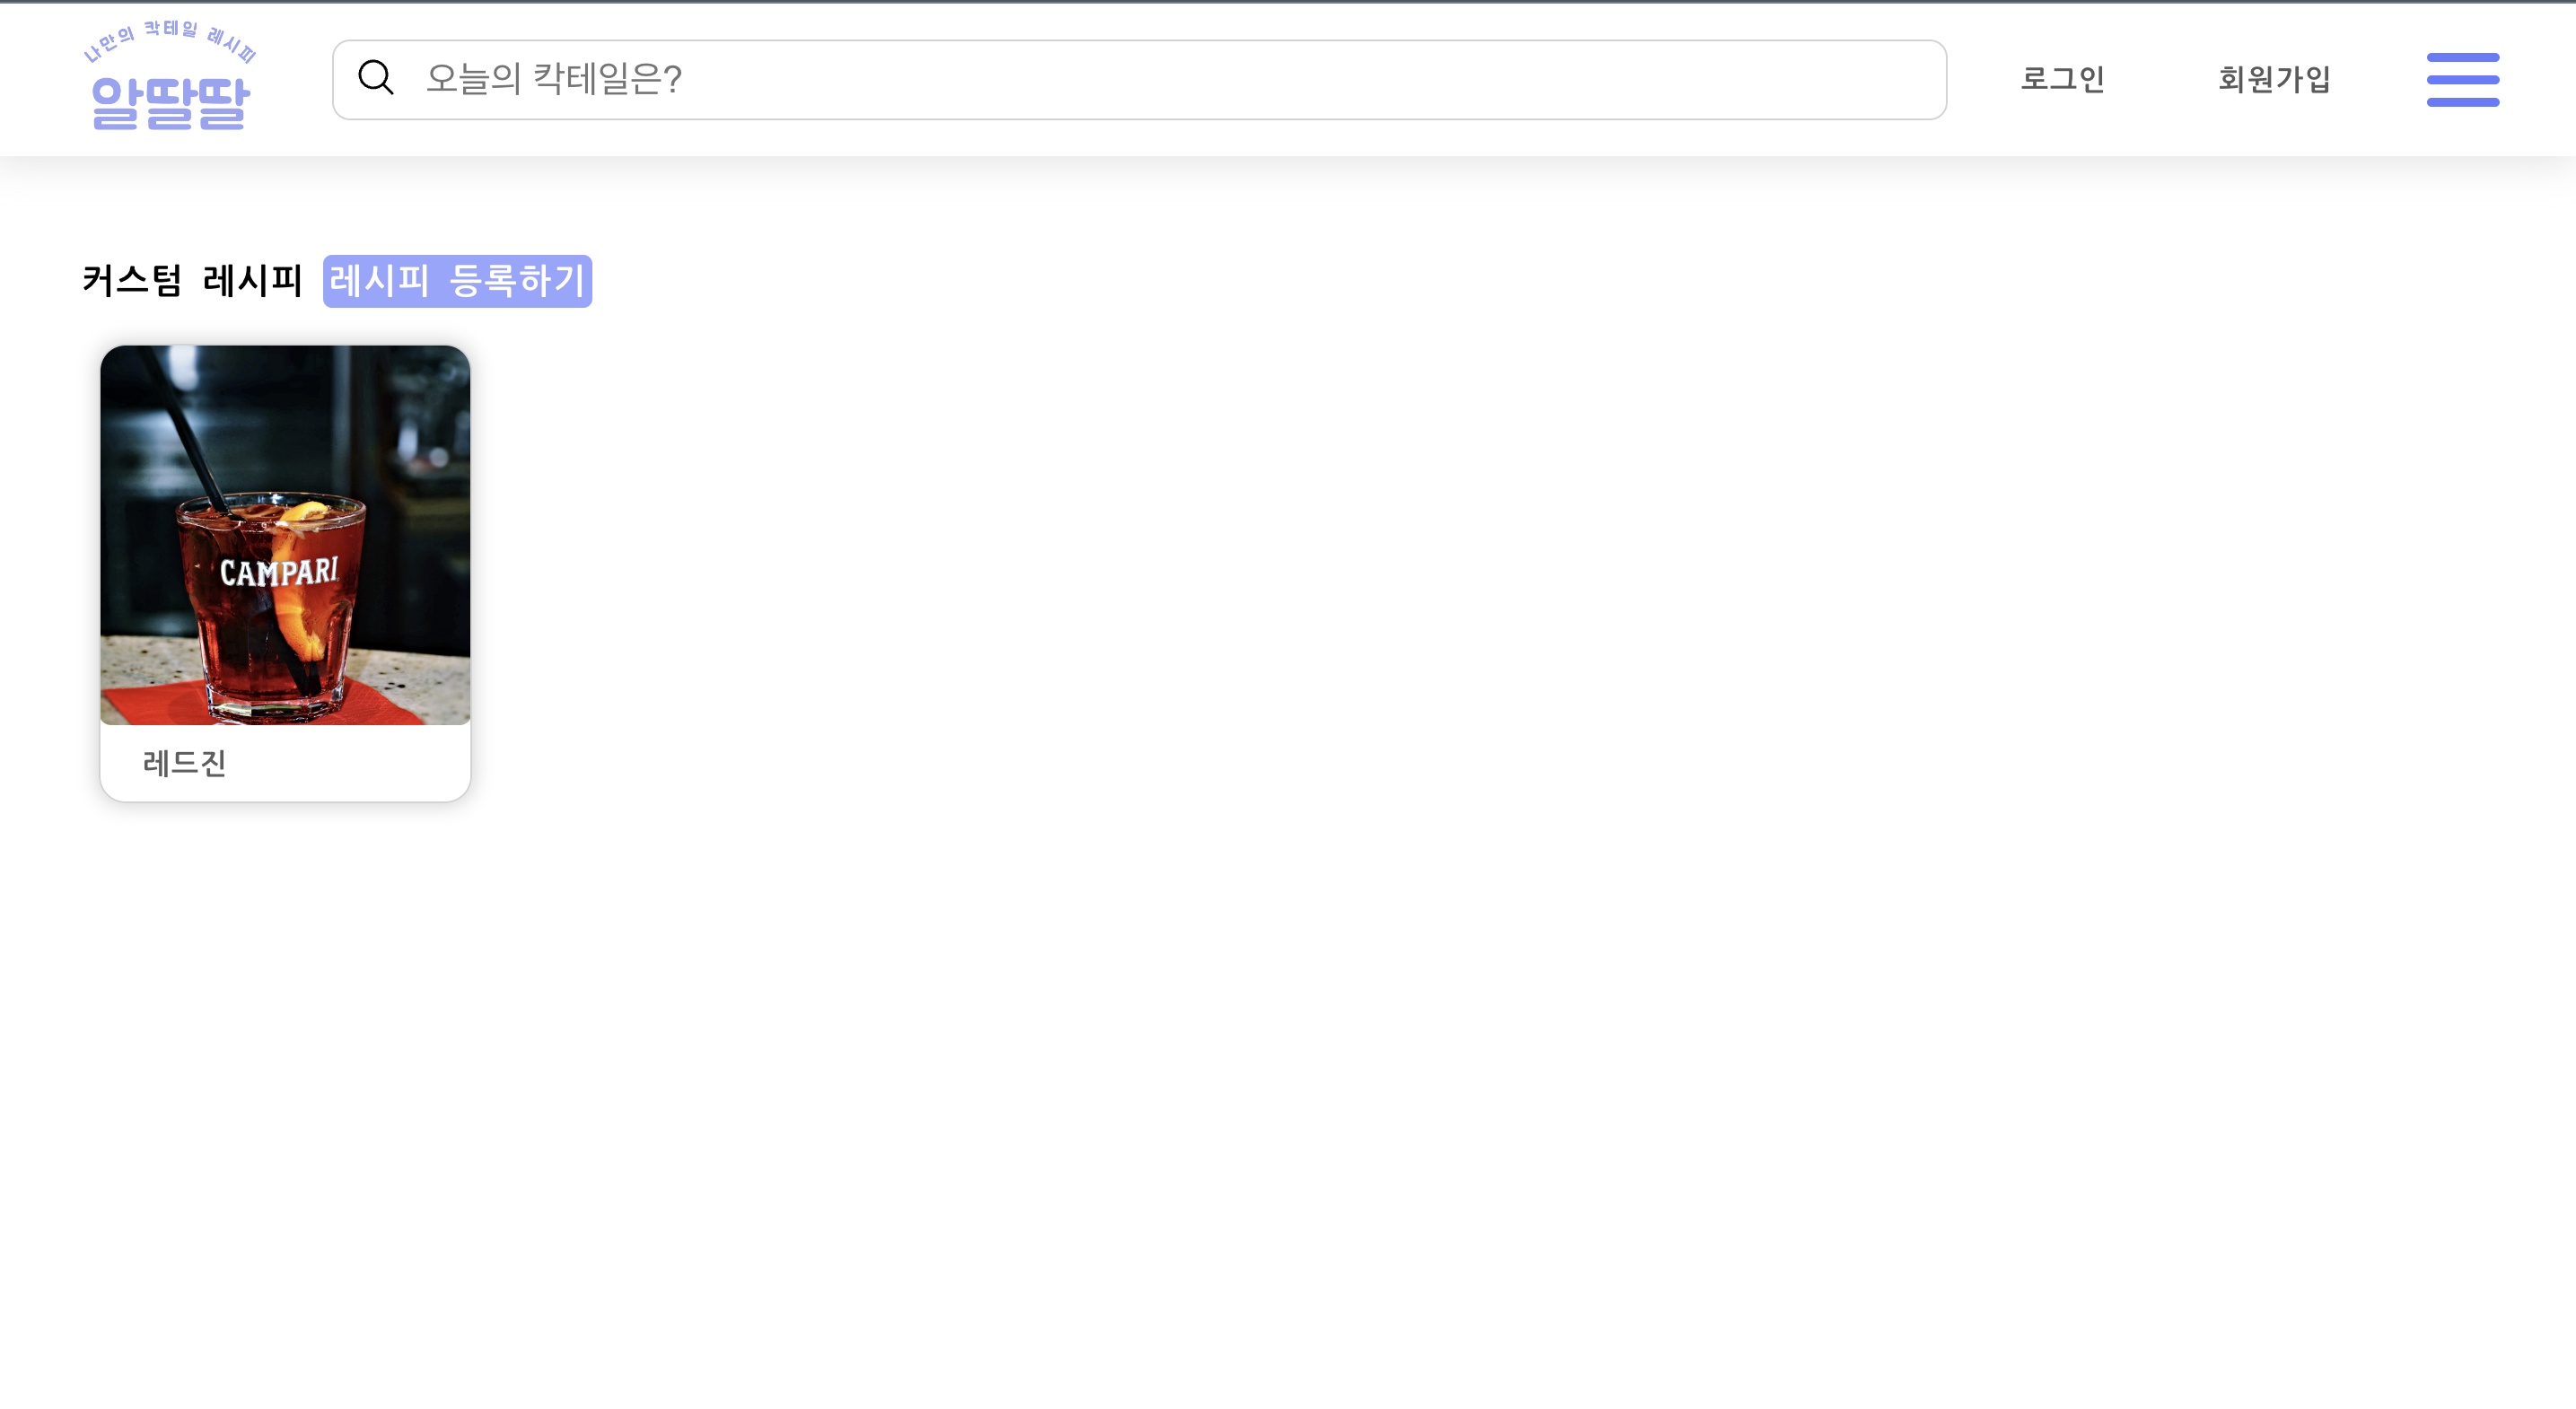 나만의 칵테일 레시피
알딸딸
오늘의 칵테일은?
로그인
회원가입
커스텀 레시피 레시피 등록하기
CAMPARI
레드진